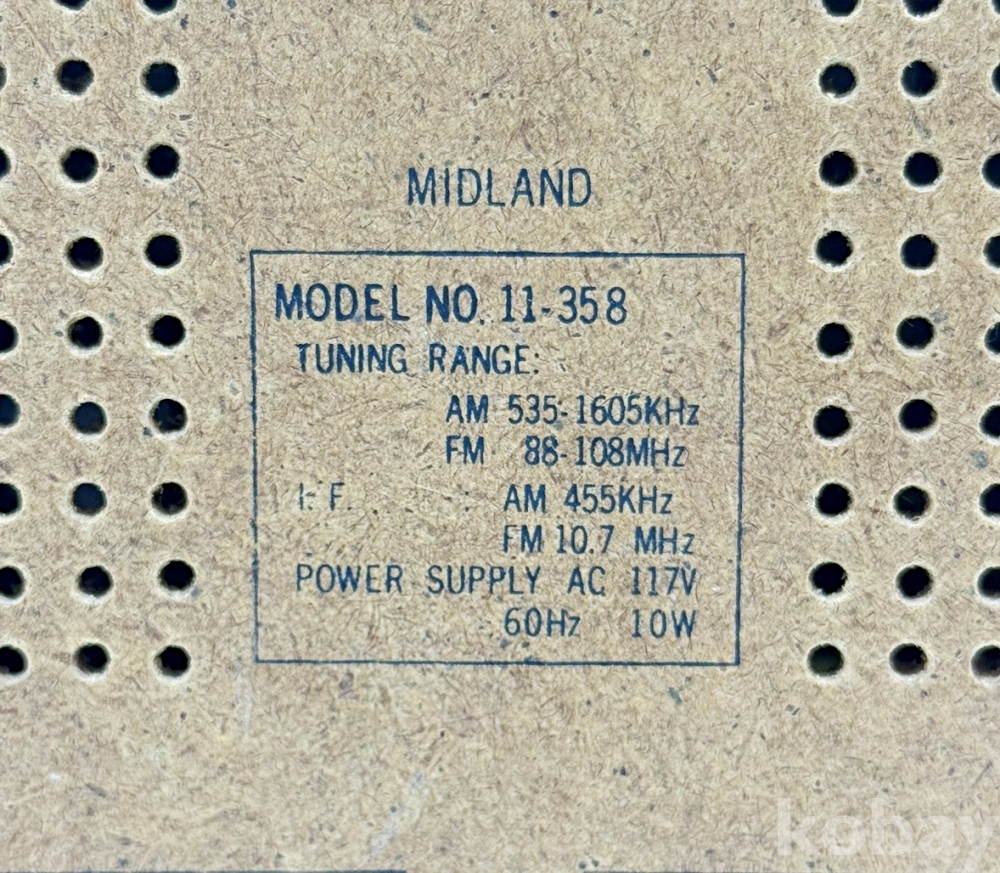 MIDLAND
MODEL NO. 11-358
TUNING RANGE:
AM 535-1605KHz
FM 88-108MHz
I. F. AM 455KHz
FM 10.7 MHz
POWER SUPPLY AC 117V
60Hz 10W
kobay